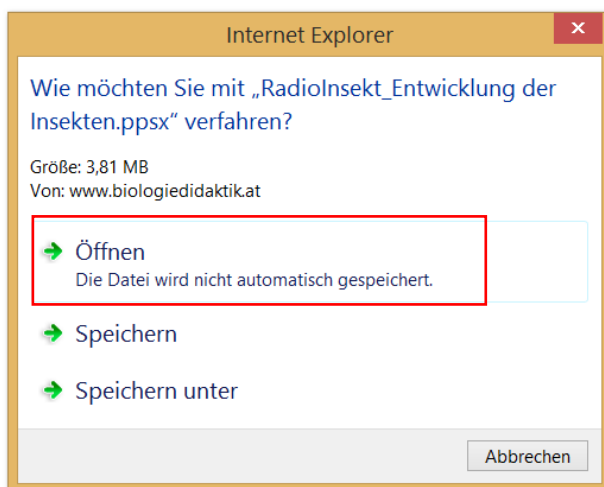 Internet Explorer
Wie möchten Sie mit „RadioInsekt_Entwicklung der
Insekten.ppsx“ verfahren?
Größe: 3,81 MB
Von: www.biologiedidaktik.at
Öffnen
Die Datei wird nicht automatisch gespeichert.
Speichern
Speichern unter
Abbrechen